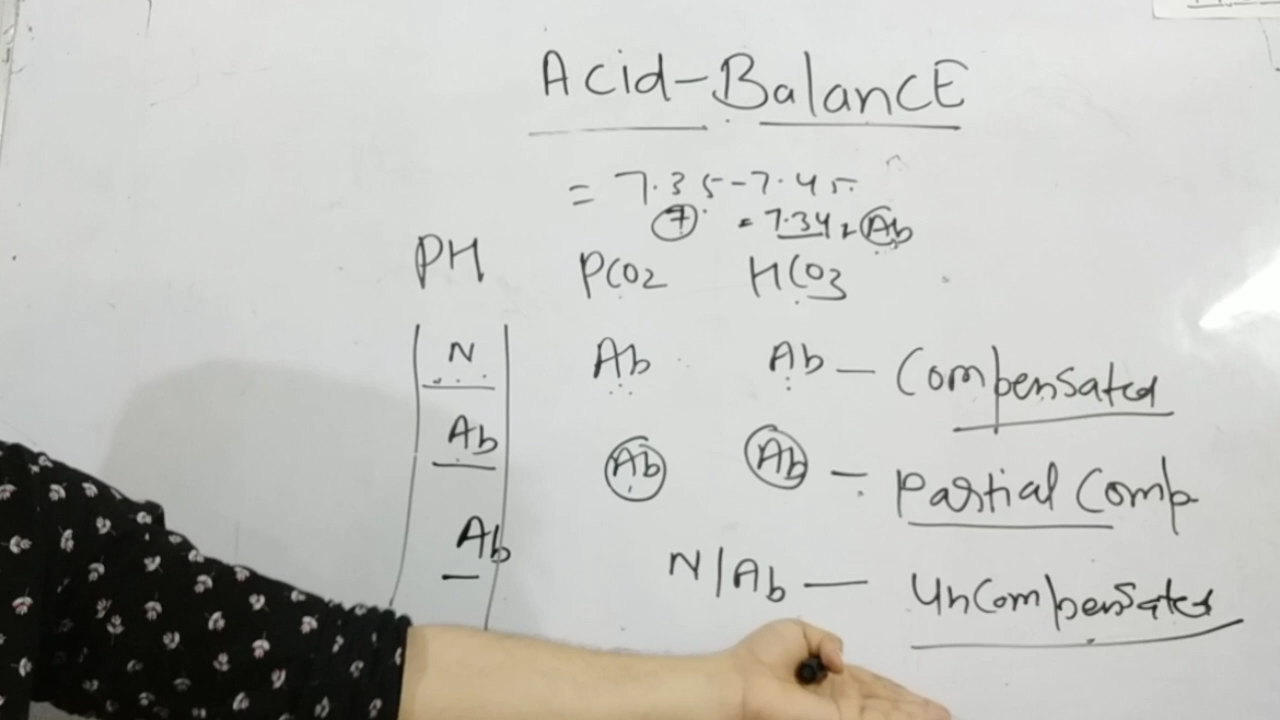 Acid-BalancE
= 7.35-7.45.
7 = 7.34, Ab
PH PCO2 HCO3
N Ab Ab - Compensated
Ab Ab Ab - Partial Comp
Ab N/Ab - Uncompensated